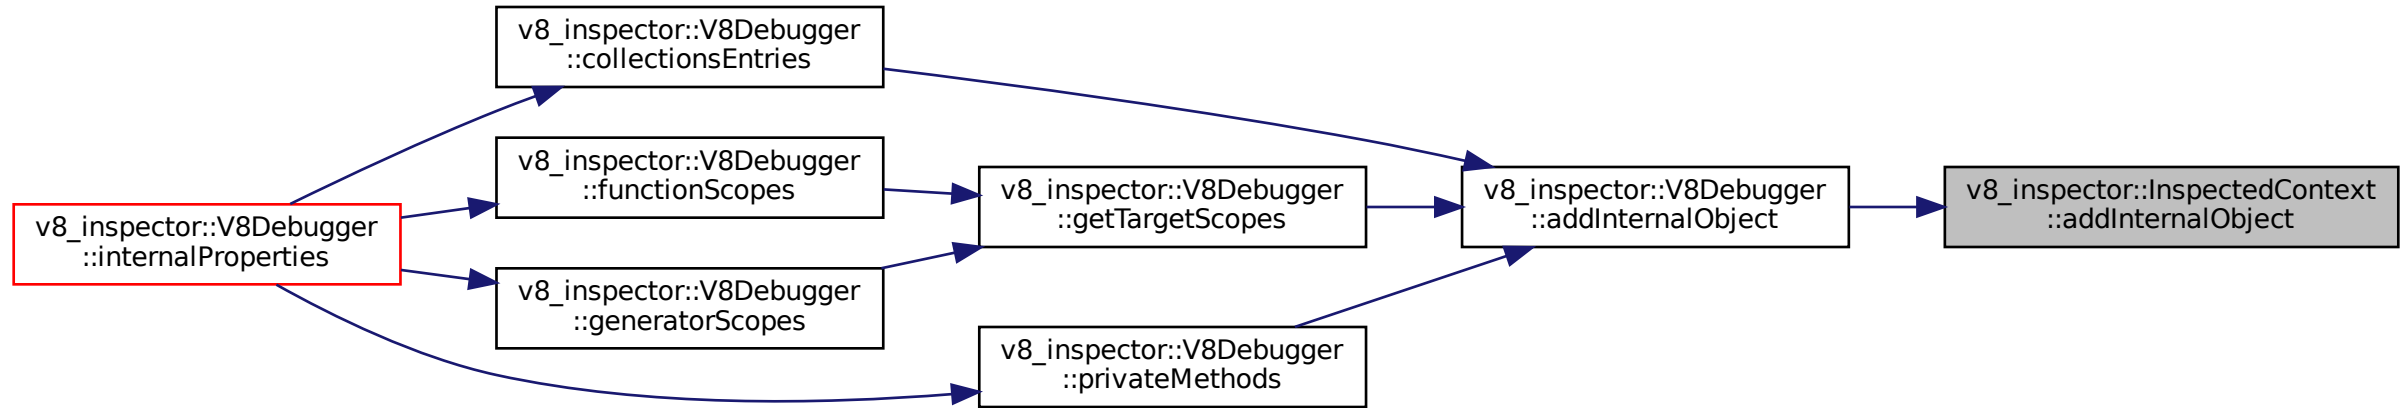 v8_inspector::V8Debugger
::internalProperties
v8_inspector::V8Debugger
::collectionsEntries
v8_inspector::V8Debugger
::functionScopes
v8_inspector::V8Debugger
::generatorScopes
v8_inspector::V8Debugger
::getTargetScopes
v8_inspector::V8Debugger
::privateMethods
v8_inspector::V8Debugger
::addInternalObject
v8_inspector::InspectedContext
::addInternalObject